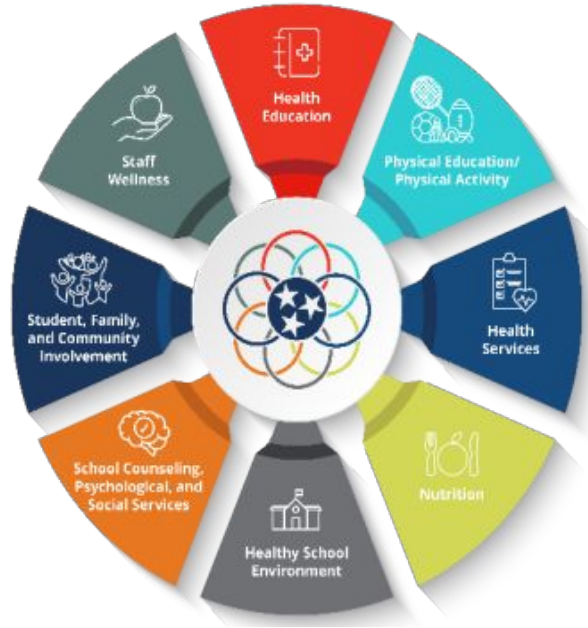 Health
Education
Physical Education/
Physical Activity
Health
Services
Nutrition
Healthy School
Environment
School Counseling,
Psychological, and
Social Services
Student, Family,
and Community
Involvement
Staff
Wellness